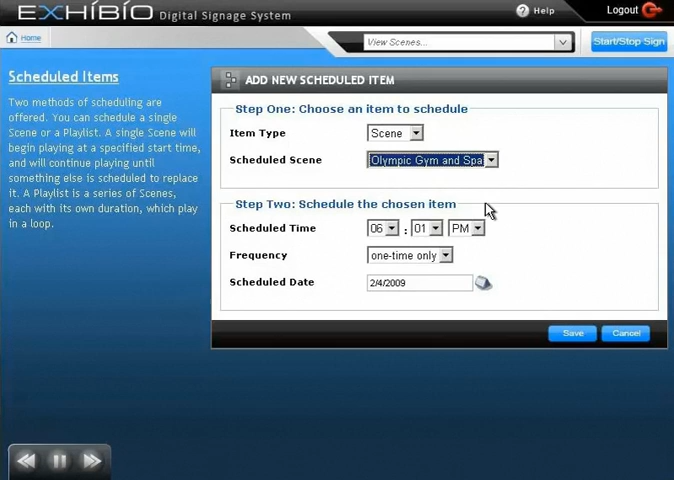 EXHIBIO Digital Signage System
Help
Logout
Home
View Scenes...
Start/Stop Sign
Scheduled Items
Two methods of scheduling are
offered. You can schedule a single
Scene or a Playlist. A single Scene will
begin playing at a specified start time,
and will continue playing until
something else is scheduled to replace
it. A Playlist is a series of Scenes,
each with its own duration, which play
in a loop.
ADD NEW SCHEDULED ITEM
Step One: Choose an item to schedule
Item Type Scene
Scheduled Scene Olympic Gym and Spa
Step Two: Schedule the chosen item
Scheduled Time 06 : 01 PM
Frequency one-time only
Scheduled Date 2/4/2009
Save Cancel